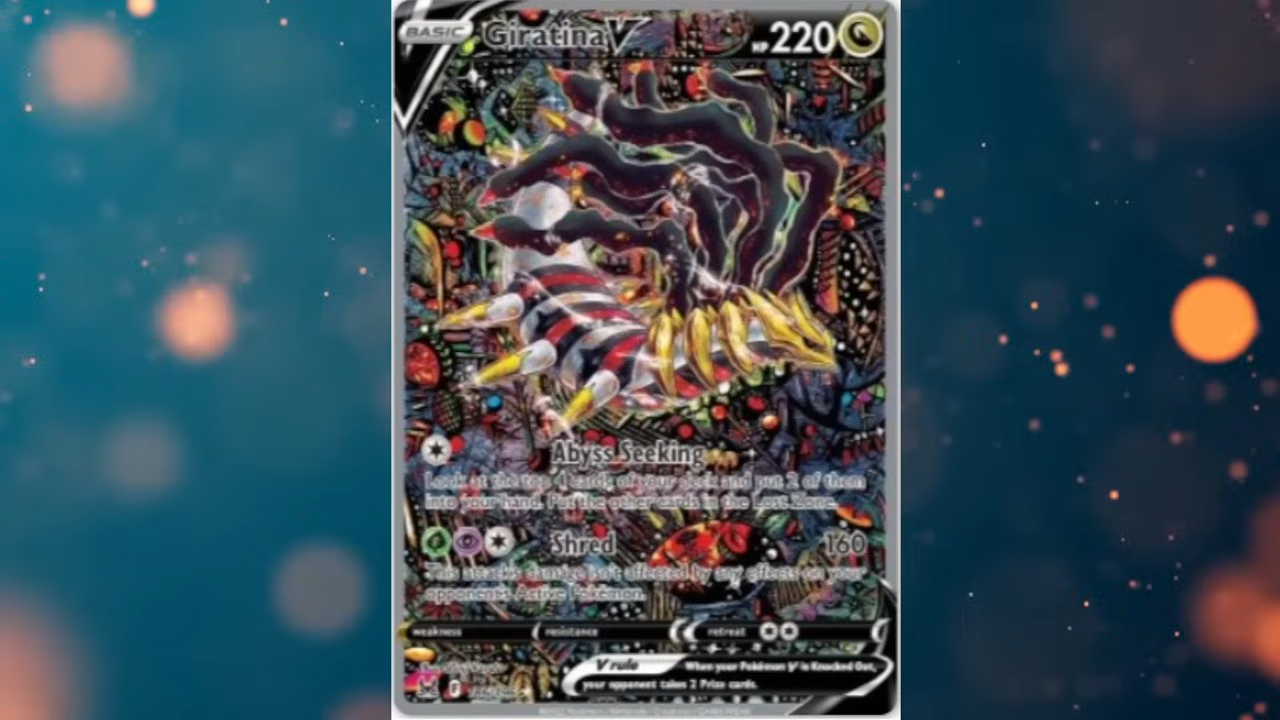 BASIC Giratina V HP 220
Abyss Seeking
Look at the top 4 cards of your deck and put 2 of them
into your hand. Put the other cards in the Lost Zone.
Shred 160
This attack's damage isn't affected by any effects on your
opponent's Active Pokémon.
weakness resistance retreat
V rule When your Pokémon V is Knocked Out,
your opponent takes 2 Prize cards.